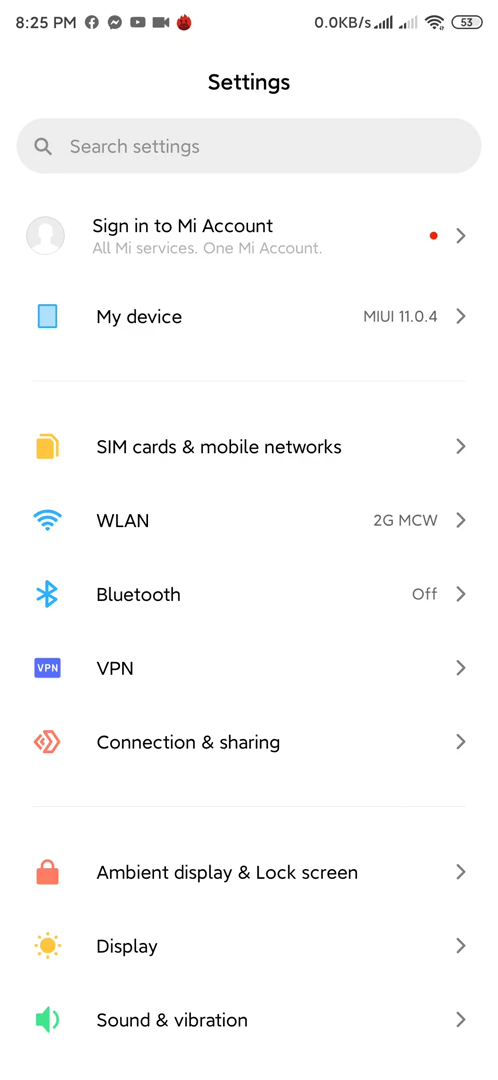 8:25 PM 0.0KB/s 53
Settings
Search settings
Sign in to Mi Account
All Mi services. One Mi Account.
My device MIUI 11.0.4
SIM cards & mobile networks
WLAN 2G MCW
Bluetooth Off
VPN VPN
Connection & sharing
Ambient display & Lock screen
Display
Sound & vibration